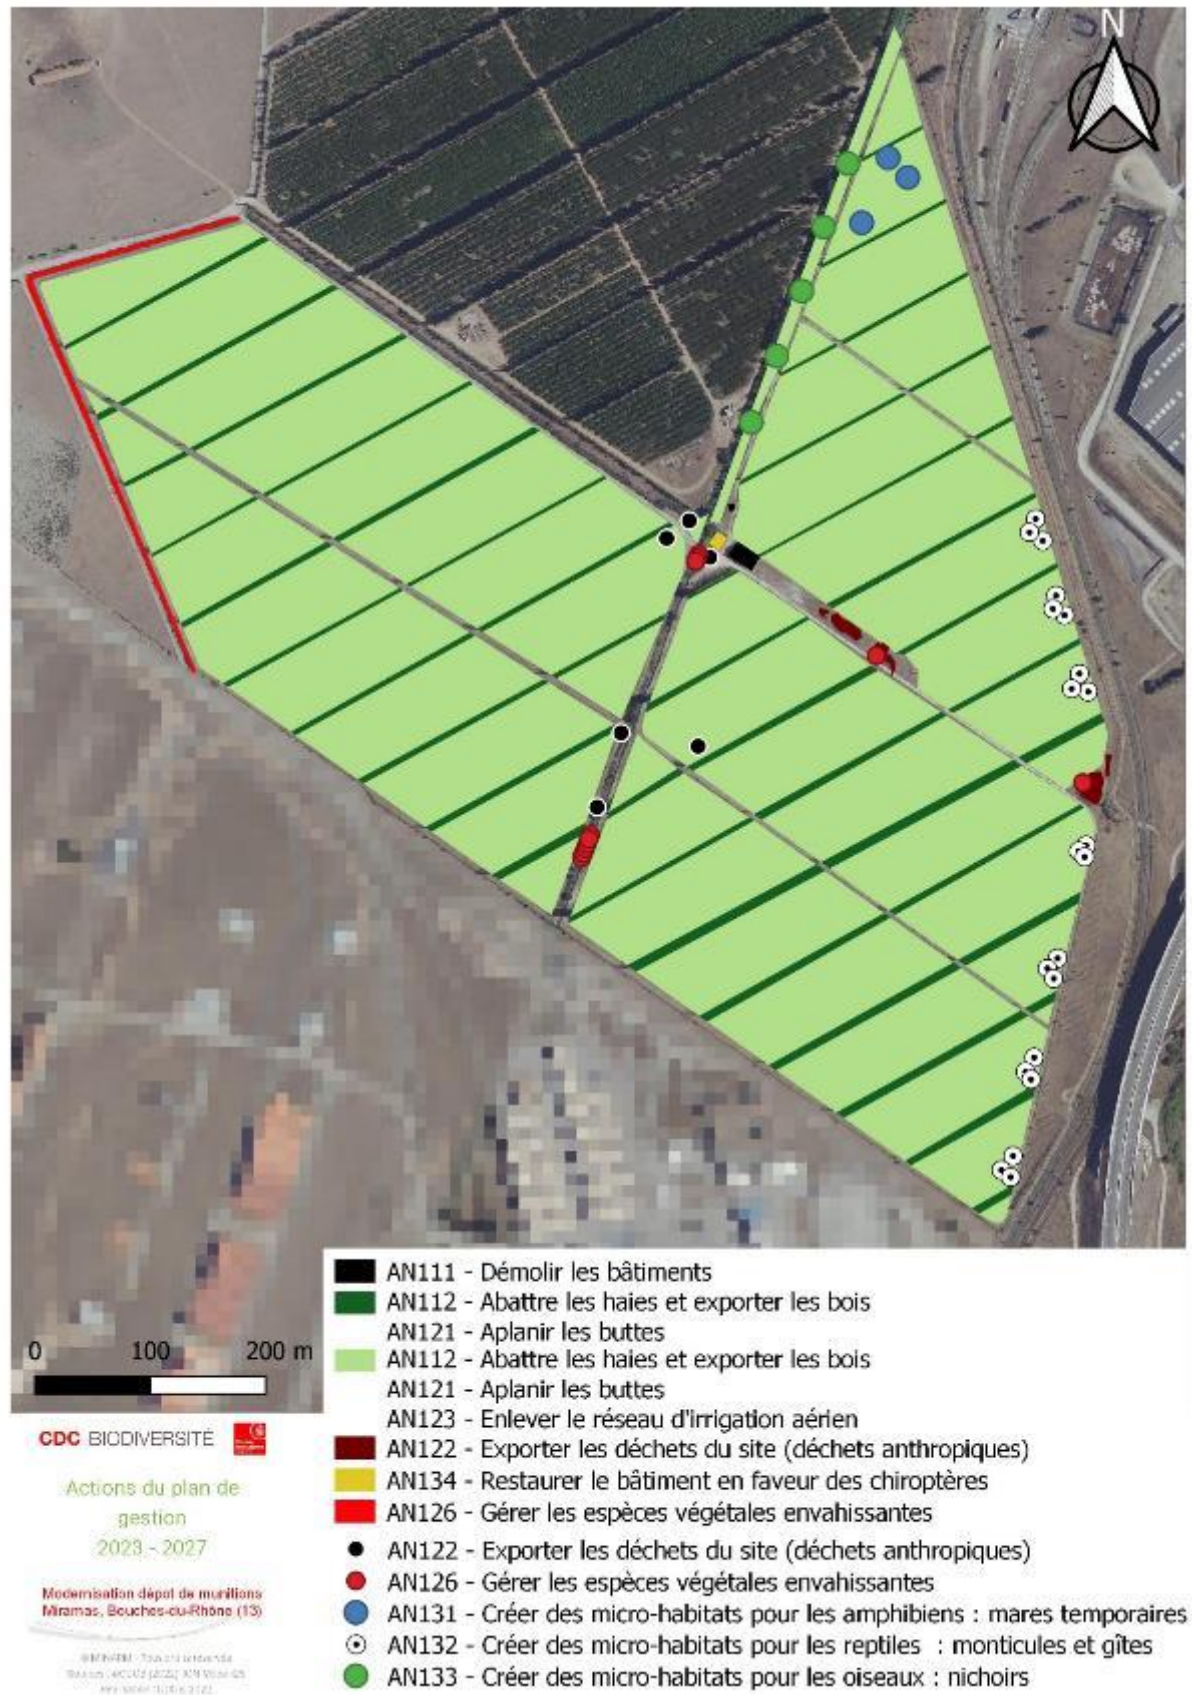 N
AN111 - Démolir les bâtiments
AN112 - Abattre les haies et exporter les bois
AN121 - Aplanir les buttes
AN112 - Abattre les haies et exporter les bois
AN121 - Aplanir les buttes
AN123 - Enlever le réseau d'irrigation aérien
AN122 - Exporter les déchets du site (déchets anthropiques)
AN134 - Restaurer le bâtiment en faveur des chiroptères
AN126 - Gérer les espèces végétales envahissantes
AN122 - Exporter les déchets du site (déchets anthropiques)
AN126 - Gérer les espèces végétales envahissantes
AN131 - Créer des micro-habitats pour les amphibiens : mares temporaires
AN132 - Créer des micro-habitats pour les reptiles : monticules et gîtes
AN133 - Créer des micro-habitats pour les oiseaux : nichoirs
0 100 200 m
CDC BIODIVERSITÉ
Actions du plan de
gestion
2023 - 2027
Modernisation dépot de munitions
Miramas, Bouches-du-Rhône (13)